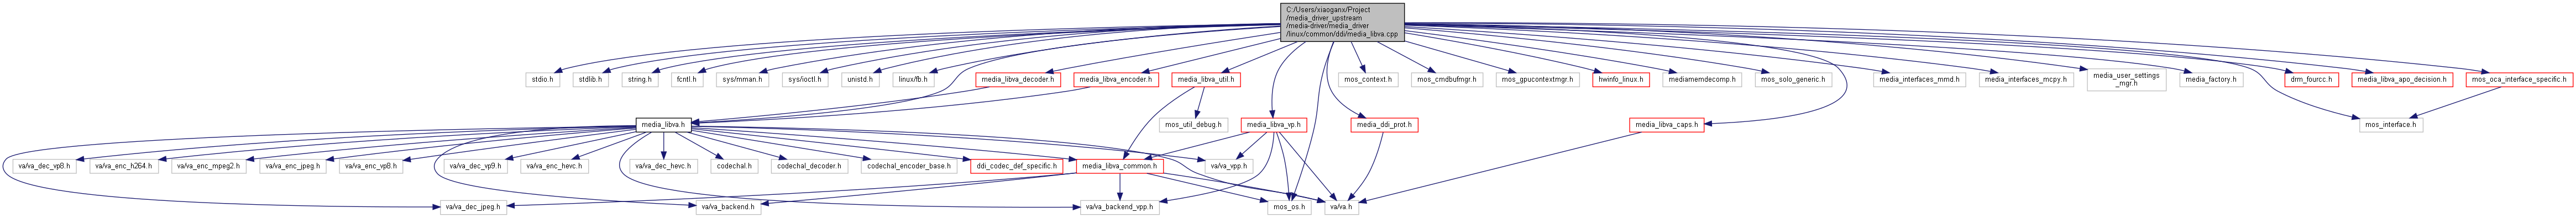 C:/Users/xiaoganx/Project
/media_driver_upstream
/media-driver/media_driver
/linux/common/ddi/media_libva.cpp
stdio.h
stdlib.h
string.h
fcntl.h
sys/mman.h
sys/ioctl.h
unistd.h
linux/fb.h
media_libva_decoder.h
media_libva_encoder.h
media_libva_util.h
mos_context.h
mos_cmdbufmgr.h
mos_gpucontextmgr.h
hwinfo_linux.h
mediamemdecomp.h
mos_solo_generic.h
media_interfaces_mmd.h
media_interfaces_mcpy.h
media_user_settings
_mgr.h
media_factory.h
drm_fourcc.h
media_libva_apo_decision.h
mos_oca_interface_specific.h
media_libva.h
mos_util_debug.h
media_libva_vp.h
media_ddi_prot.h
media_libva_caps.h
mos_interface.h
va/va_dec_vp8.h
va/va_enc_h264.h
va/va_enc_mpeg2.h
va/va_enc_jpeg.h
va/va_enc_vp8.h
va/va_dec_vp9.h
va/va_enc_hevc.h
va/va_dec_hevc.h
codechal.h
codechal_decoder.h
codechal_encoder_base.h
ddi_codec_def_specific.h
media_libva_common.h
va/va_vpp.h
va/va_dec_jpeg.h
va/va_backend.h
va/va_backend_vpp.h
mos_os.h
va/va.h